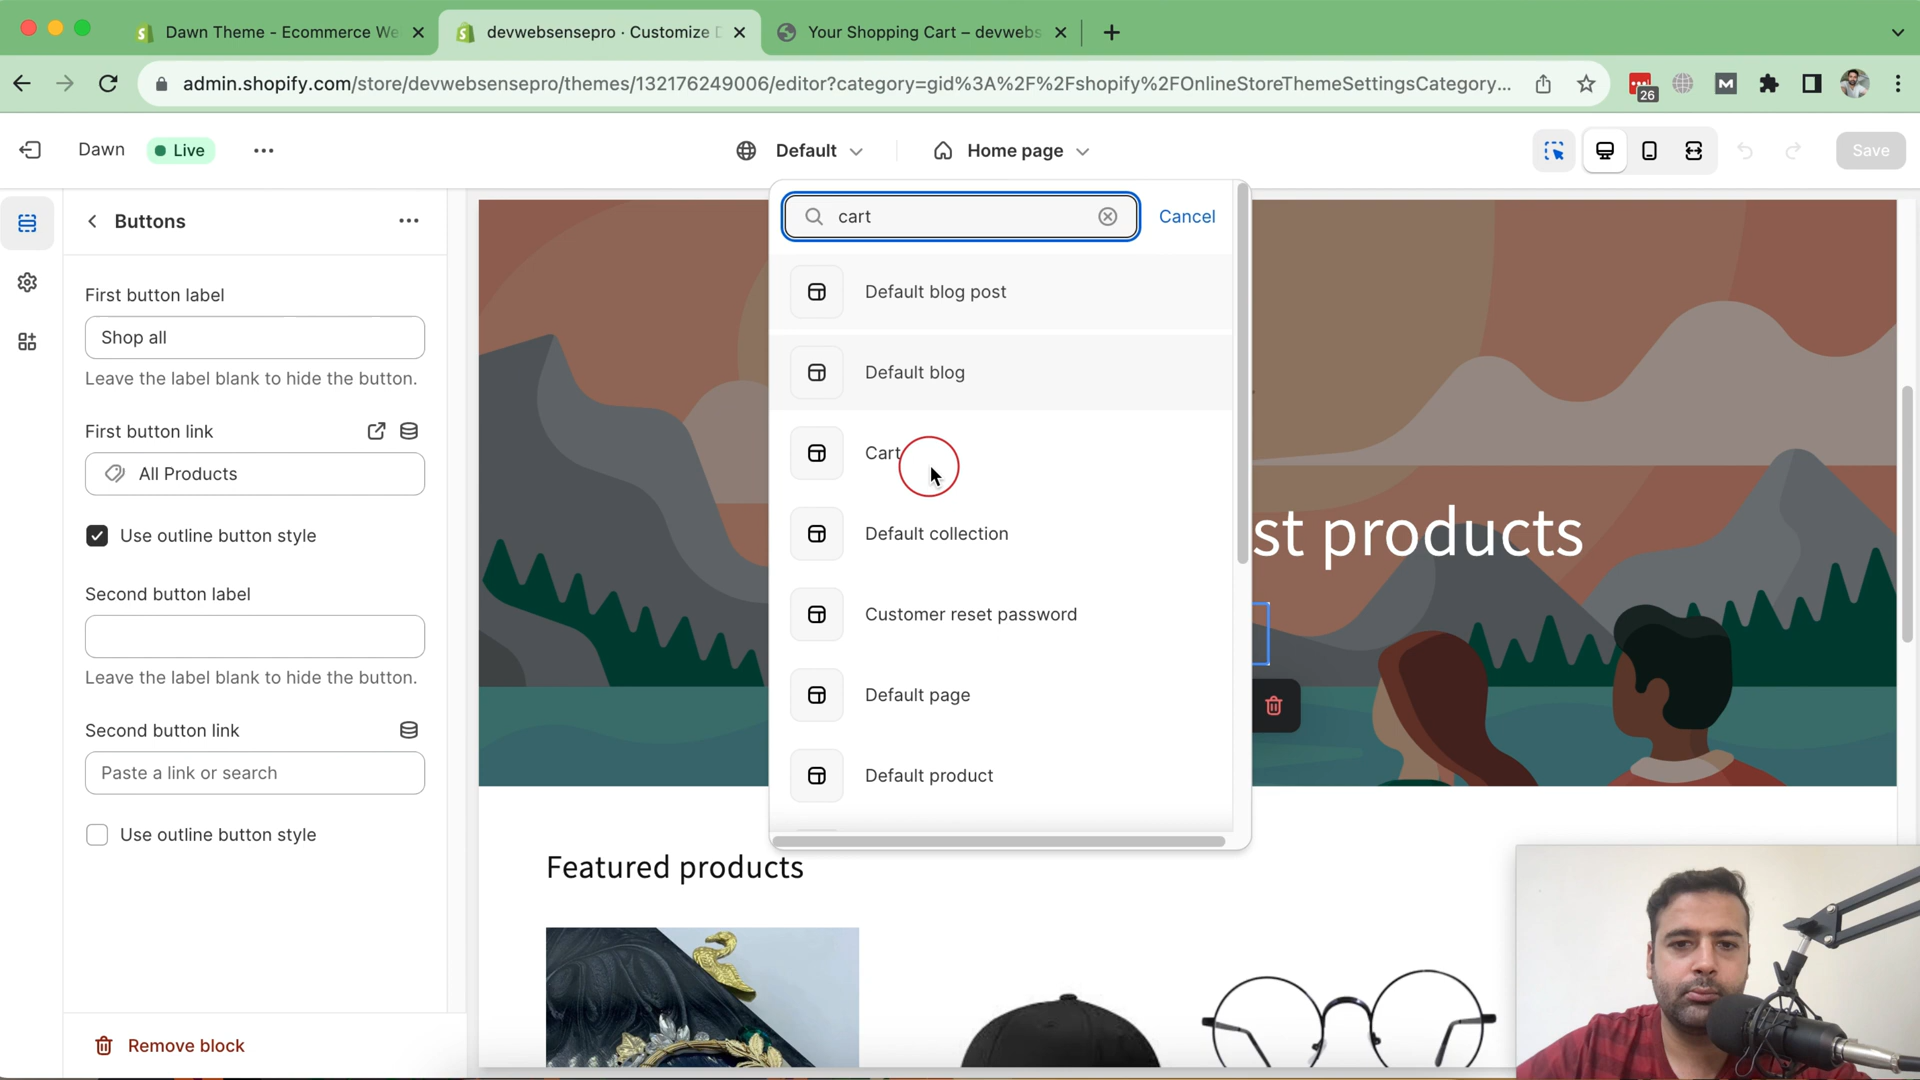 Dawn Theme - Ecommerce We
devwebsensepro · Customize D
Your Shopping Cart – devwebs
admin.shopify.com/store/devwebsensepro/themes/132176249006/editor?category=gid%3A%2F%2Fshopify%2FOnlineStoreThemeSettingsCategory...
26
Dawn
Live
Default
Home page
Save
Buttons
First button label
Shop all
Leave the label blank to hide the button.
First button link
All Products
Use outline button style
Second button label
Leave the label blank to hide the button.
Second button link
Paste a link or search
Use outline button style
Remove block
cart
Cancel
Default blog post
Default blog
Cart
Default collection
Customer reset password
Default page
Default product
st products
Featured products